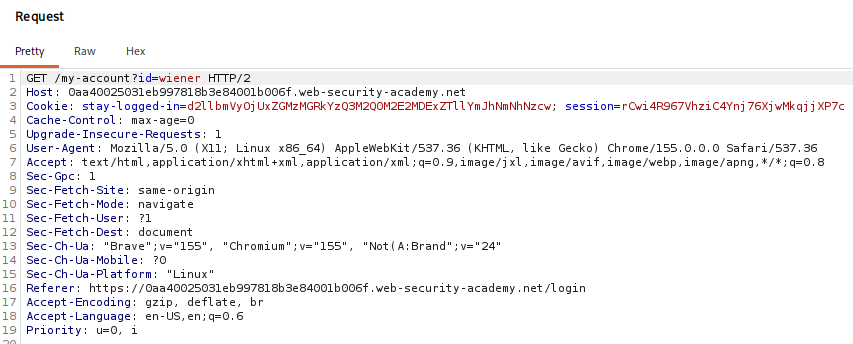 Request
Pretty Raw Hex
1 GET /my-account?id=wiener HTTP/2
2 Host: 0aa40025031eb997818b3e84001b006f.web-security-academy.net
3 Cookie: stay-logged-in=d2llbmVyOjUxZGMzMGRkYzQ3M2Q0M2E2MDExZTllYmJhNmNhNzcw; session=rCwi4R967VhziC4Ynj76XjwMkqjjXP7c
4 Cache-Control: max-age=0
5 Upgrade-Insecure-Requests: 1
6 User-Agent: Mozilla/5.0 (X11; Linux x86_64) AppleWebKit/537.36 (KHTML, like Gecko) Chrome/155.0.0.0 Safari/537.36
7 Accept: text/html,application/xhtml+xml,application/xml;q=0.9,image/jxl,image/avif,image/webp,image/apng,*/*;q=0.8
8 Sec-Gpc: 1
9 Sec-Fetch-Site: same-origin
10 Sec-Fetch-Mode: navigate
11 Sec-Fetch-User: ?1
12 Sec-Fetch-Dest: document
13 Sec-Ch-Ua: "Brave";v="155", "Chromium";v="155", "Not(A:Brand";v="24"
14 Sec-Ch-Ua-Mobile: ?0
15 Sec-Ch-Ua-Platform: "Linux"
16 Referer: https://0aa40025031eb997818b3e84001b006f.web-security-academy.net/login
17 Accept-Encoding: gzip, deflate, br
18 Accept-Language: en-US,en;q=0.6
19 Priority: u=0, i
20